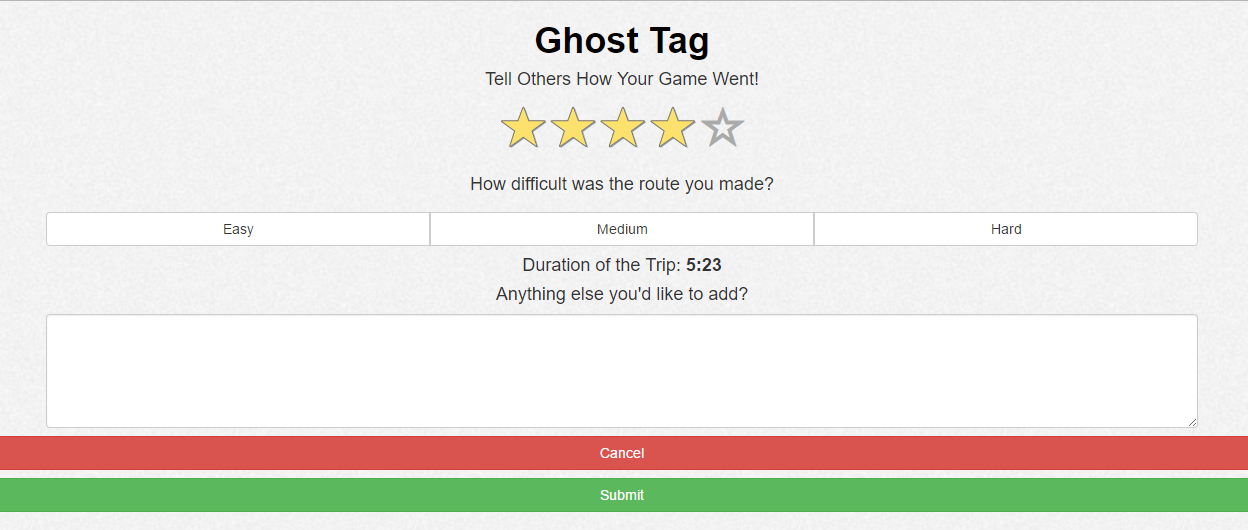 Ghost Tag
Tell Others How Your Game Went!
How difficult was the route you made?
Easy Medium Hard
Duration of the Trip: 5:23
Anything else you'd like to add?
Cancel
Submit